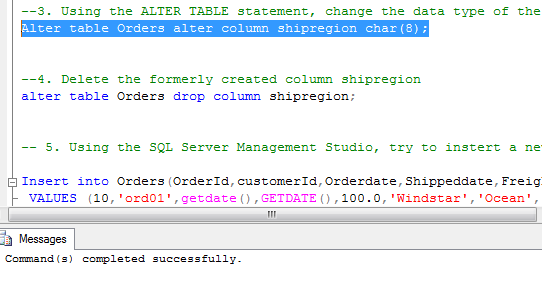 --3. Using the ALTER TABLE statement, change the data type of the
Alter table Orders alter column shipregion char(8);
--4. Delete the formerly created column shipregion
alter table Orders drop column shipregion;
-- 5. Using the SQL Server Management Studio, try to instert a ne
Insert into Orders(OrderId,customerId,Orderdate,Shippeddate,Freig
VALUES (10,'ord01',getdate(),GETDATE(),100.0,'Windstar','Ocean',
Messages
Command(s) completed successfully.